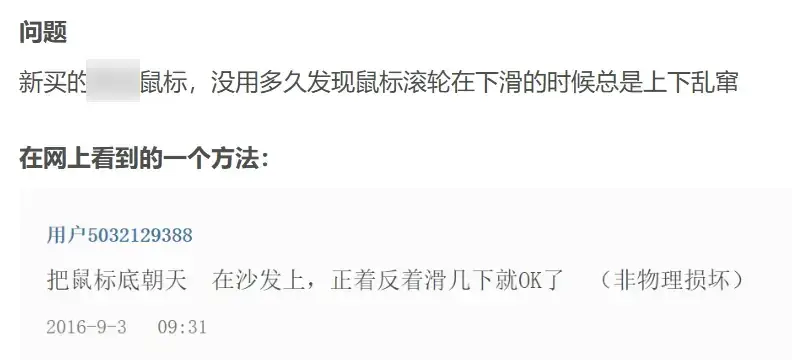 问题
新买的鼠标，没用多久发现鼠标滚轮在下滑的时候总是上下乱窜
在网上看到的一个方法：
用户5032129388
把鼠标底朝天 在沙发上，正着反着滑几下就OK了 （非物理损坏）
2016-9-3 09:31